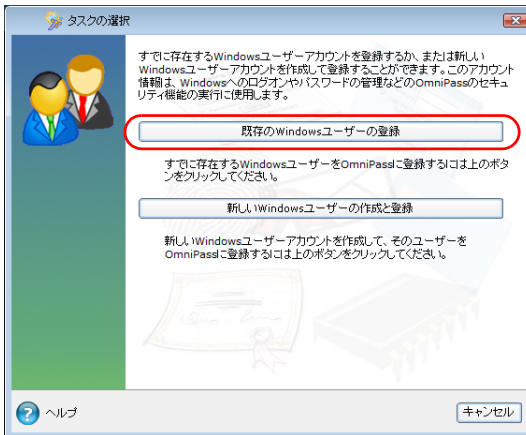 タスクの選択
すでに存在するWindowsユーザーアカウントを登録するか、または新しい
Windowsユーザーアカウントを作成して登録することができます。このアカウント
情報は、Windowsへのログオンやパスワードの管理などのOmniPassのセキュ
リティ機能の実行に使用します。
既存のWindowsユーザーの登録
すでに存在するWindowsユーザーをOmniPassに登録するには上のボタ
ンをクリックしてください。
新しいWindowsユーザーの作成と登録
新しいWindowsユーザーアカウントを作成して、そのユーザーを
OmniPassに登録するには上のボタンをクリックしてください。
ヘルプ
キャンセル